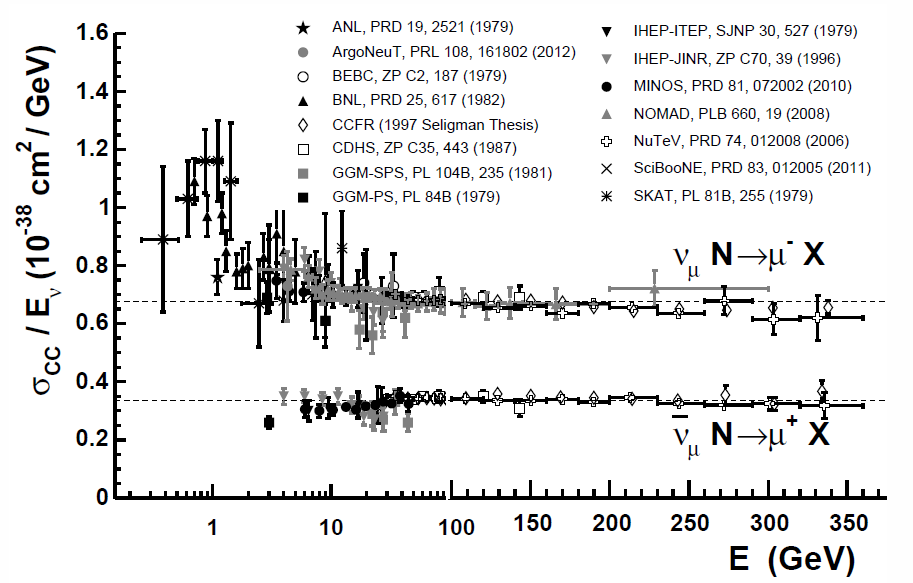 ANL, PRD 19, 2521 (1979)
ArgoNeuT, PRL 108, 161802 (2012)
BEBC, ZP C2, 187 (1979)
BNL, PRD 25, 617 (1982)
CCFR (1997 Seligman Thesis)
CDHS, ZP C35, 443 (1987)
GGM-SPS, PL 104B, 235 (1981)
GGM-PS, PL 84B (1979)
IHEP-ITEP, SJNP 30, 527 (1979)
IHEP-JINR, ZP C70, 39 (1996)
MINOS, PRD 81, 072002 (2010)
NOMAD, PLB 660, 19 (2008)
NuTeV, PRD 74, 012008 (2006)
SciBooNE, PRD 83, 012005 (2011)
SKAT, PL 81B, 255 (1979)
σCC / Eν (10⁻³⁸ cm² / GeV)
1.6
1.4
1.2
1
0.8
0.6
0.4
0.2
0
νμ N→μ⁻ X
ν̅μ N→μ⁺ X
1 10 100 150 200 250 300 350
E (GeV)